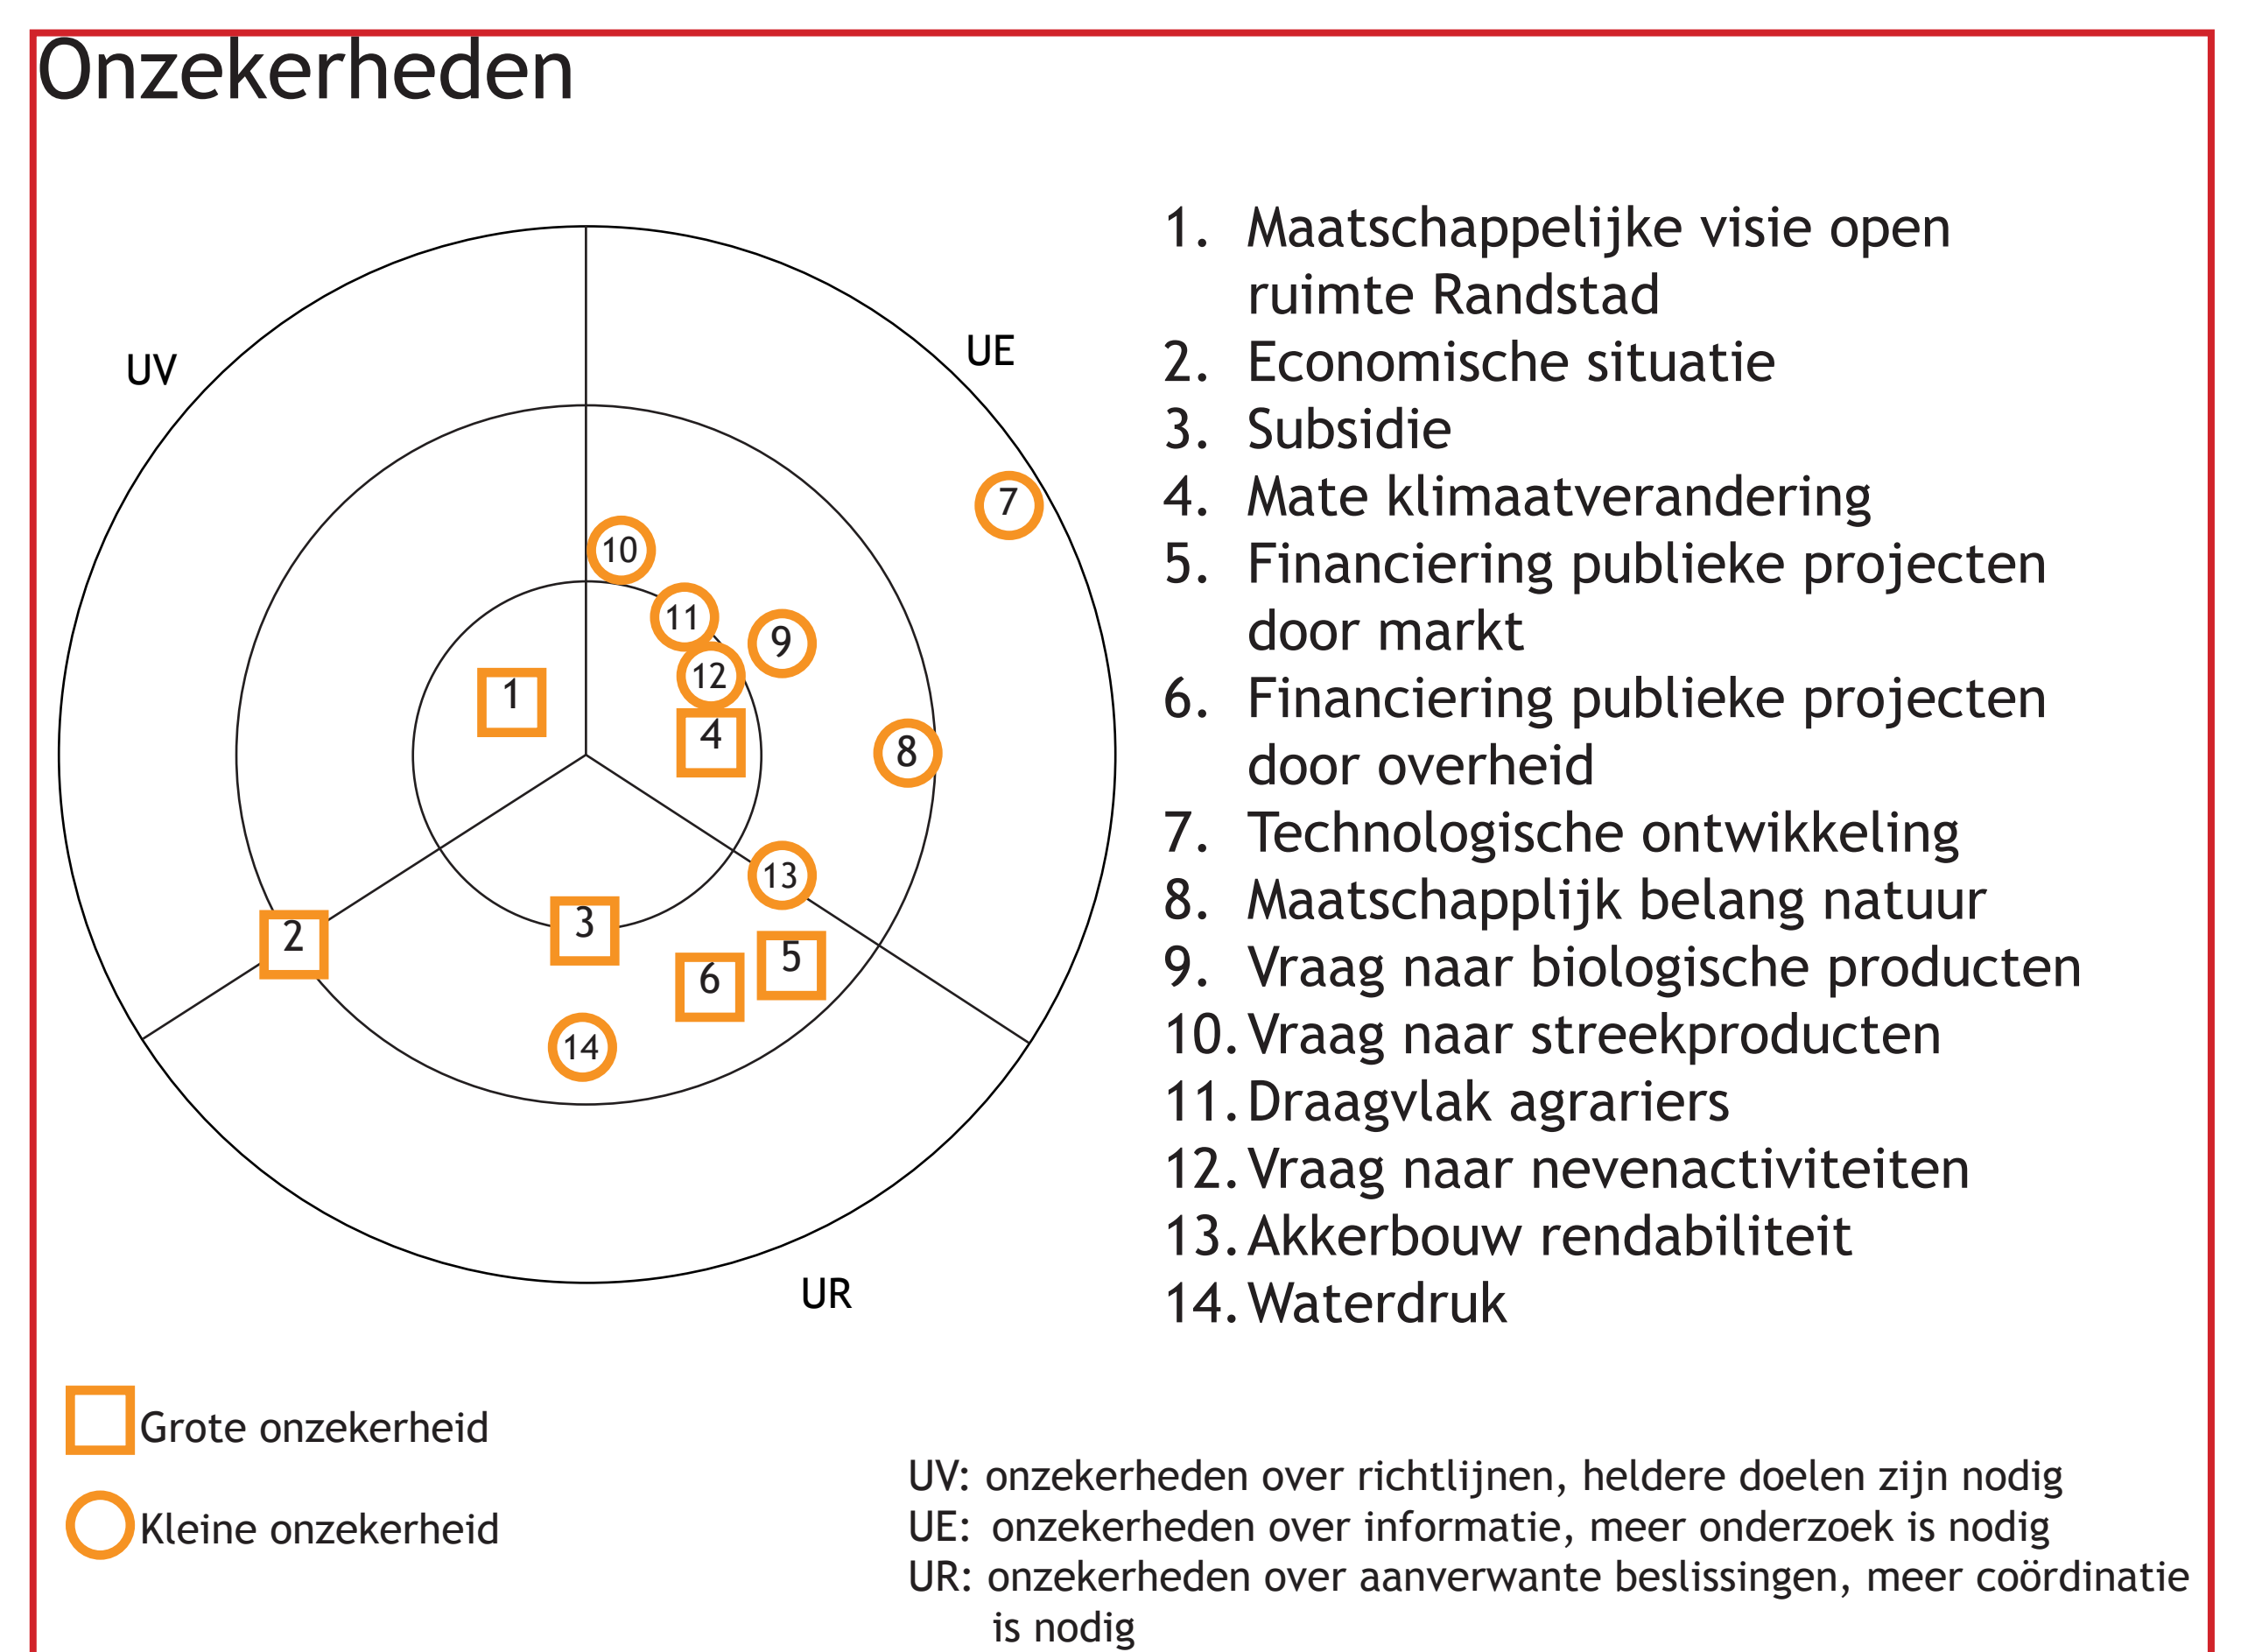 Onzekerheden
UV
UE
7
10
11
9
12
1
4
8
13
2
3
5
6
14
UR
1. Maatschappelijke visie open
ruimte Randstad
2. Economische situatie
3. Subsidie
4. Mate klimaatverandering
5. Financiering publieke projecten
door markt
6. Financiering publieke projecten
door overheid
7. Technologische ontwikkeling
8. Maatschapplijk belang natuur
9. Vraag naar biologische producten
10. Vraag naar streekproducten
11. Draagvlak agrariers
12. Vraag naar nevenactiviteiten
13. Akkerbouw rendabiliteit
14. Waterdruk
Grote onzekerheid
Kleine onzekerheid
UV: onzekerheden over richtlijnen, heldere doelen zijn nodig
UE: onzekerheden over informatie, meer onderzoek is nodig
UR: onzekerheden over aanverwante beslissingen, meer coördinatie
is nodig